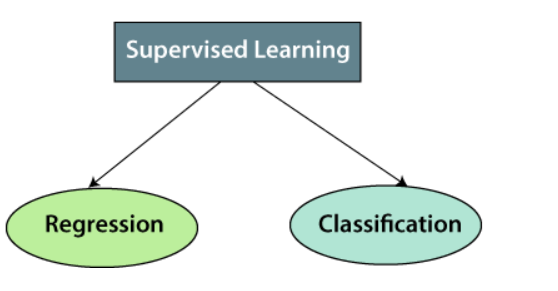 Supervised Learning
Regression
Classification